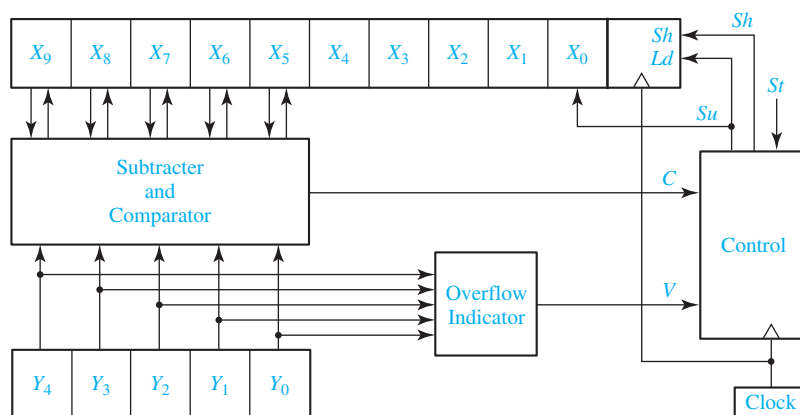 X9 X8 X7 X6 X5 X4 X3 X2 X1 X0 Sh
Ld
Sh
St
Su
Subtracter
and
Comparator
C
Control
Overflow
Indicator
V
Y4 Y3 Y2 Y1 Y0
Clock